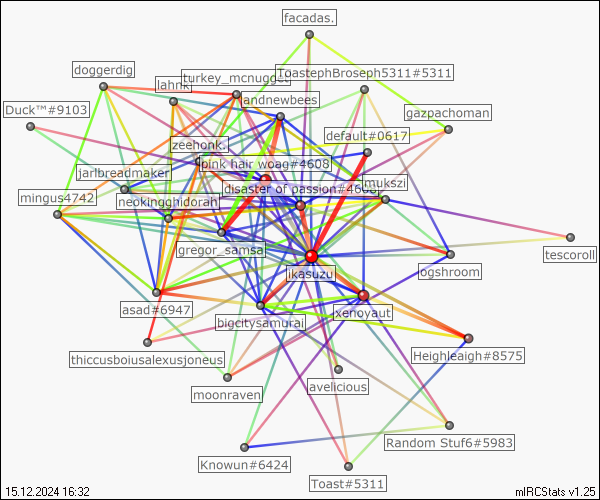 facadas.
doggerdig
lahnk
turkey_mcnugget
ToastephBroseph5311#5311
landnewbees
Duck™#9103
gazpachoman
default#0617
zeehonk.
pink hair woag#4608
jarlbreadmaker
disaster of passion#4608
mukszi
mingus4742
neokingghidorah
gregor_samsa
tescoroll
ikasuzu
ogshroom
asad#6947
bigcitysamurai
xenoyaut
thiccusboiusalexusjoneus
Heighleaigh#8575
moonraven
avelicious
Random Stuf6#5983
Knowun#6424
Toast#5311
15.12.2024 16:32
mIRCStats v1.25